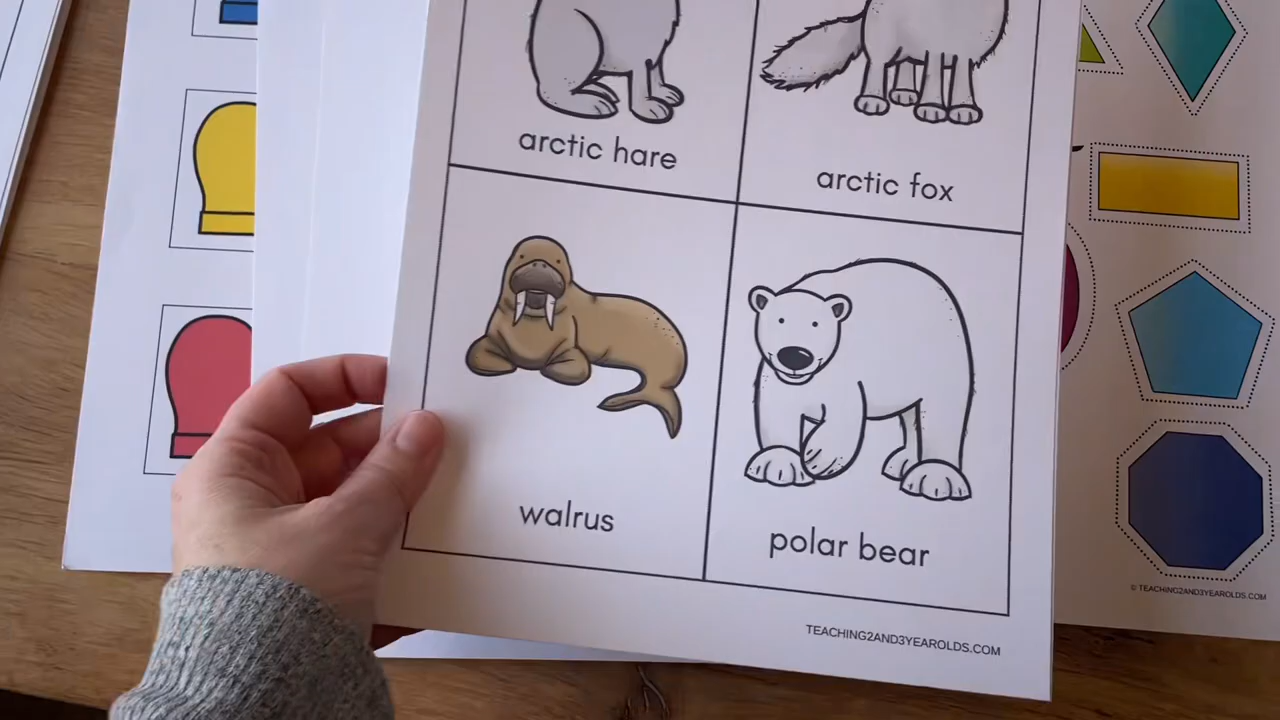 arctic hare
arctic fox
walrus
polar bear
TEACHING2AND3YEAROLDS.COM
© TEACHING2AND3YEAROLDS.COM